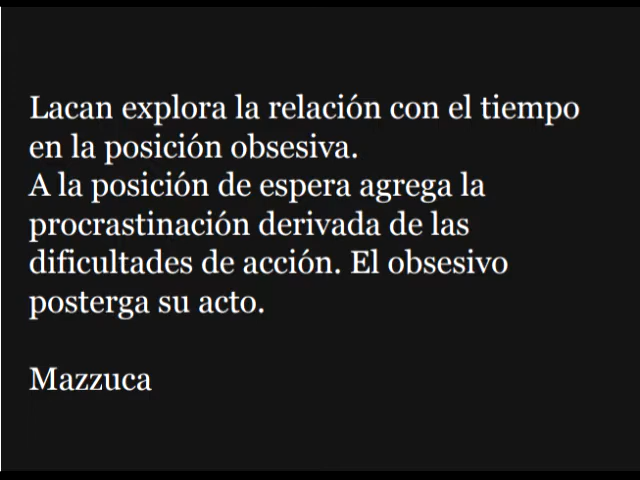 Lacan explora la relación con el tiempo
en la posición obsesiva.
A la posición de espera agrega la
procrastinación derivada de las
dificultades de acción. El obsesivo
posterga su acto.
Mazzuca